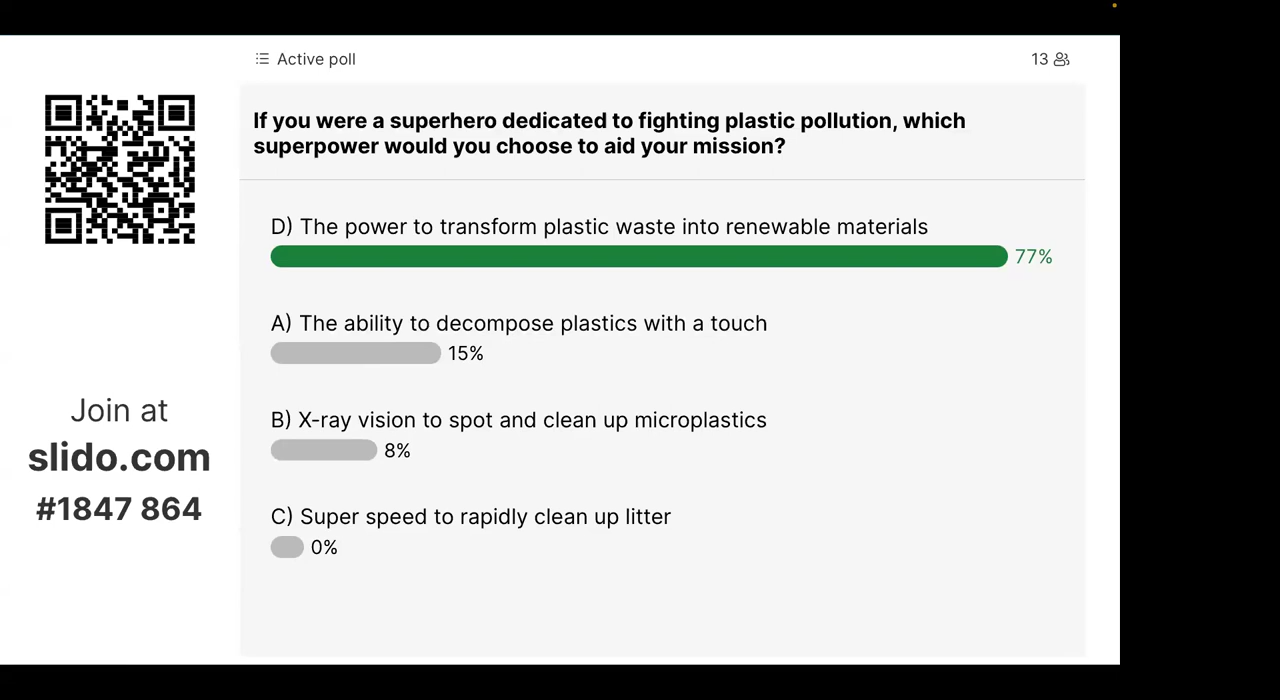 Active poll
13
If you were a superhero dedicated to fighting plastic pollution, which
superpower would you choose to aid your mission?
D) The power to transform plastic waste into renewable materials
77%
A) The ability to decompose plastics with a touch
15%
B) X-ray vision to spot and clean up microplastics
8%
C) Super speed to rapidly clean up litter
0%
Join at
slido.com
#1847 864